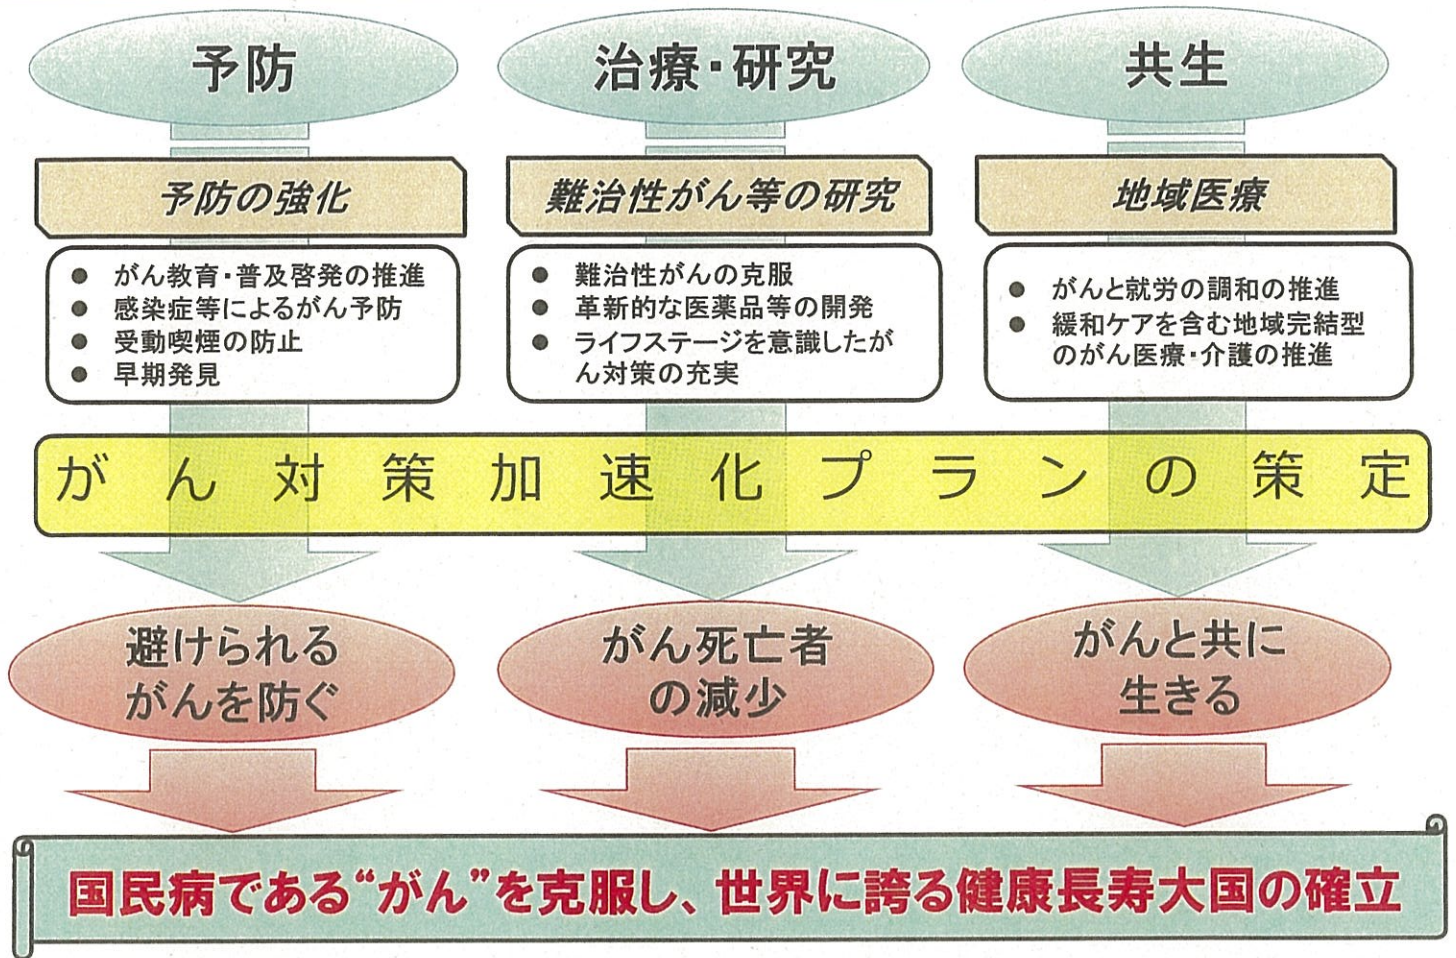 予防
治療・研究
共生
予防の強化
難治性がん等の研究
地域医療
● がん教育・普及啓発の推進
● 感染症等によるがん予防
● 受動喫煙の防止
● 早期発見
● 難治性がんの克服
● 革新的な医薬品等の開発
● ライフステージを意識したが
ん対策の充実
● がんと就労の調和の推進
● 緩和ケアを含む地域完結型
のがん医療・介護の推進
がん対策加速化プランの策定
避けられる
がんを防ぐ
がん死亡者
の減少
がんと共に
生きる
国民病である“がん”を克服し、世界に誇る健康長寿大国の確立